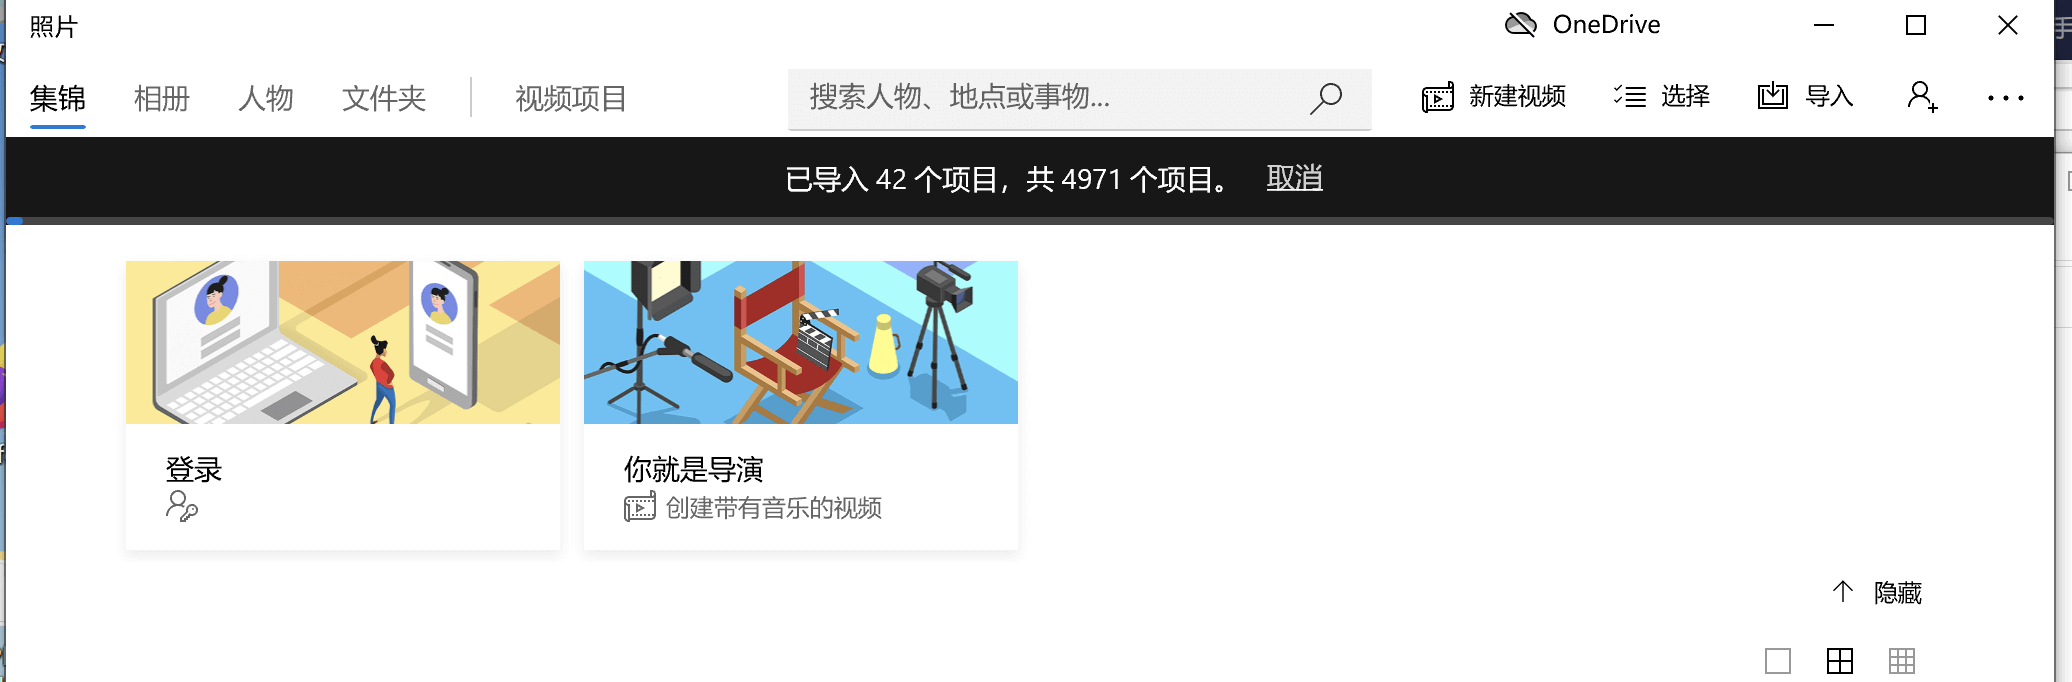 照片
OneDrive
集锦 相册 人物 文件夹 视频项目 搜索人物、地点或事物... 新建视频 选择 导入
已导入 42 个项目，共 4971 个项目。 取消
登录
你就是导演
创建带有音乐的视频
隐藏